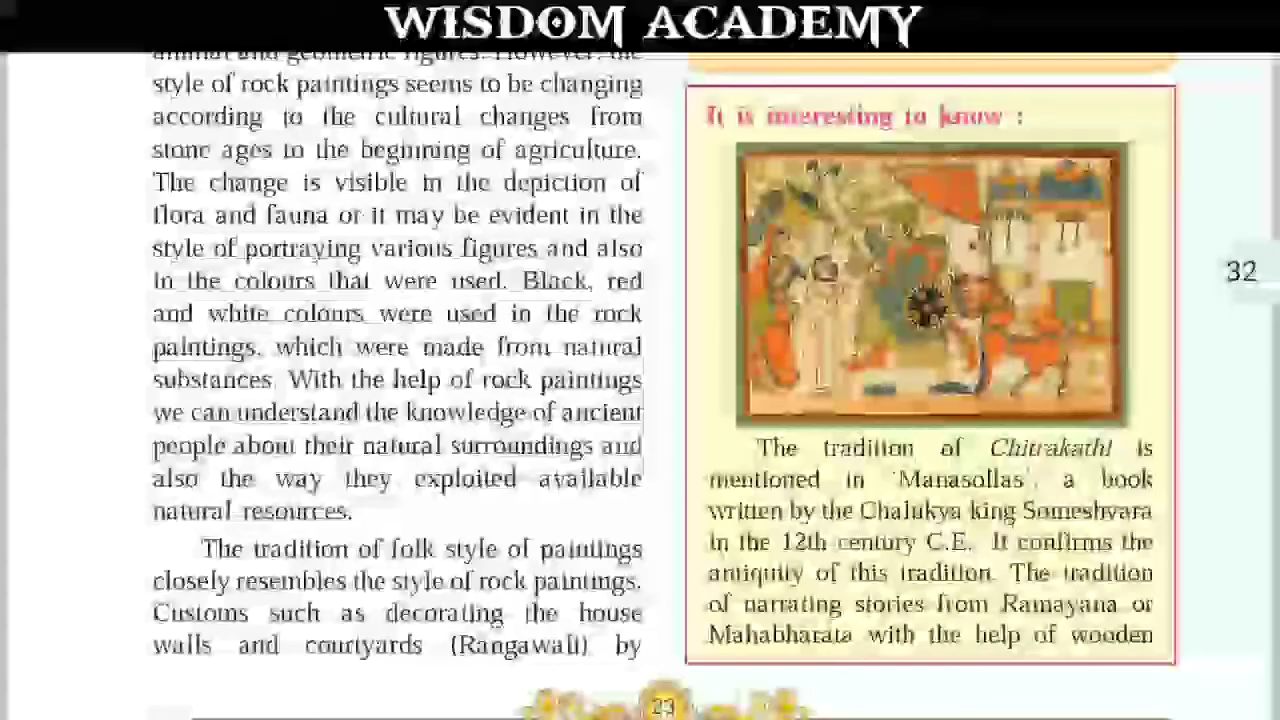 WISDOM ACADEMY
animal and geometric figures. However, the
style of rock paintings seems to be changing
according to the cultural changes from
stone ages to the beginning of agriculture.
The change is visible in the depiction of
flora and fauna or it may be evident in the
style of portraying various figures and also
in the colours that were used. Black, red
and white colours were used in the rock
paintings, which were made from natural
substances. With the help of rock paintings
we can understand the knowledge of ancient
people about their natural surroundings and
also the way they exploited available
natural resources.
The tradition of folk style of paintings
closely resembles the style of rock paintings.
Customs such as decorating the house
walls and courtyards (Rangawali) by
It is interesting to know :
The tradition of Chitrakathi is
mentioned in 'Manasollas', a book
written by the Chalukya king Someshvara
in the 12th century C.E. It confirms the
antiquity of this tradition. The tradition
of narrating stories from Ramayana or
Mahabharata with the help of wooden
32
23